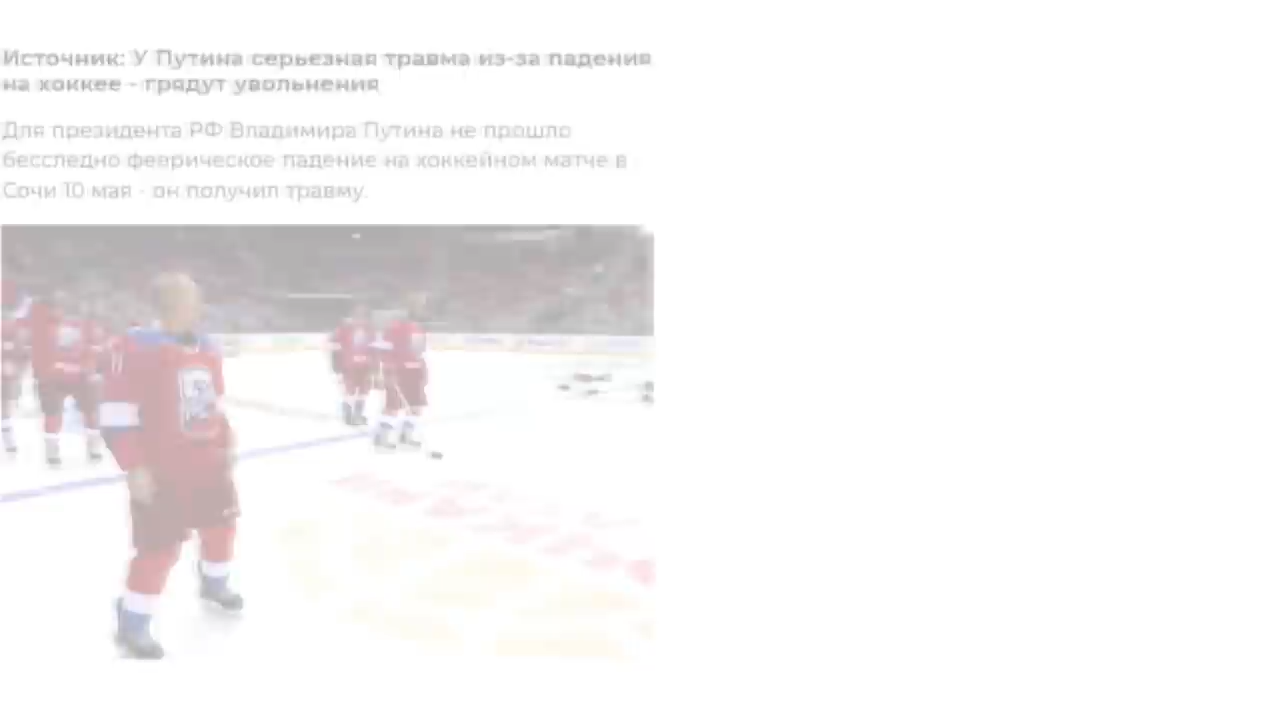 Источник: У Путина серьезная травма из-за падения
на хоккее - грядут увольнения
Для президента РФ Владимира Путина не прошло
бесследно феерическое падение на хоккейном матче в
Сочи 10 мая - он получил травму.